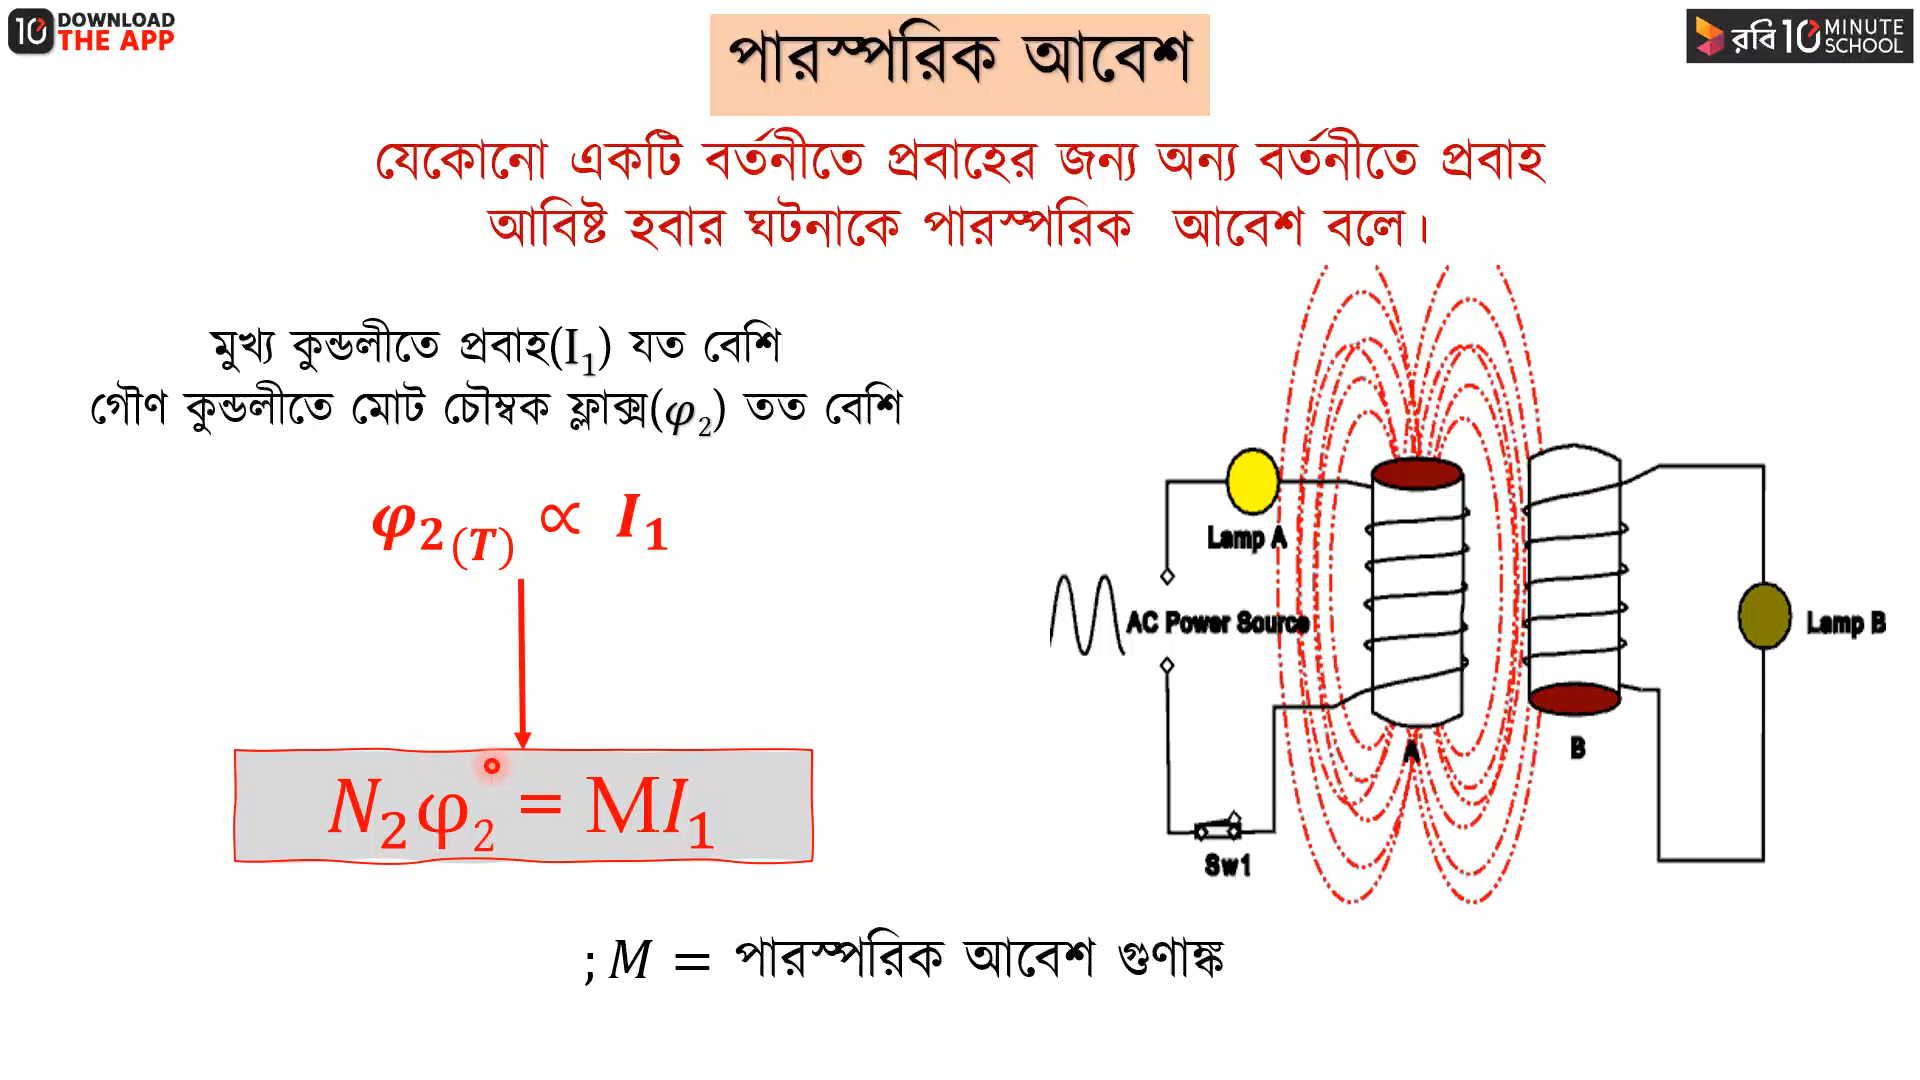 10 DOWNLOAD THE APP
রবি 10 MINUTE SCHOOL
পারস্পরিক আবেশ
যেকোনো একটি বর্তনীতে প্রবাহের জন্য অন্য বর্তনীতে প্রবাহ
আবিষ্ট হবার ঘটনাকে পারস্পরিক আবেশ বলে।
মুখ্য কুন্ডলীতে প্রবাহ(I₁) যত বেশি
গৌণ কুন্ডলীতে মোট চৌম্বক ফ্লাক্স(φ₂) তত বেশি
φ₂₍T₎ ∝ I₁
N₂φ₂ = MI₁
; M = পারস্পরিক আবেশ গুণাঙ্ক
Lamp A
AC Power Source
Lamp B
A
B
Sw1